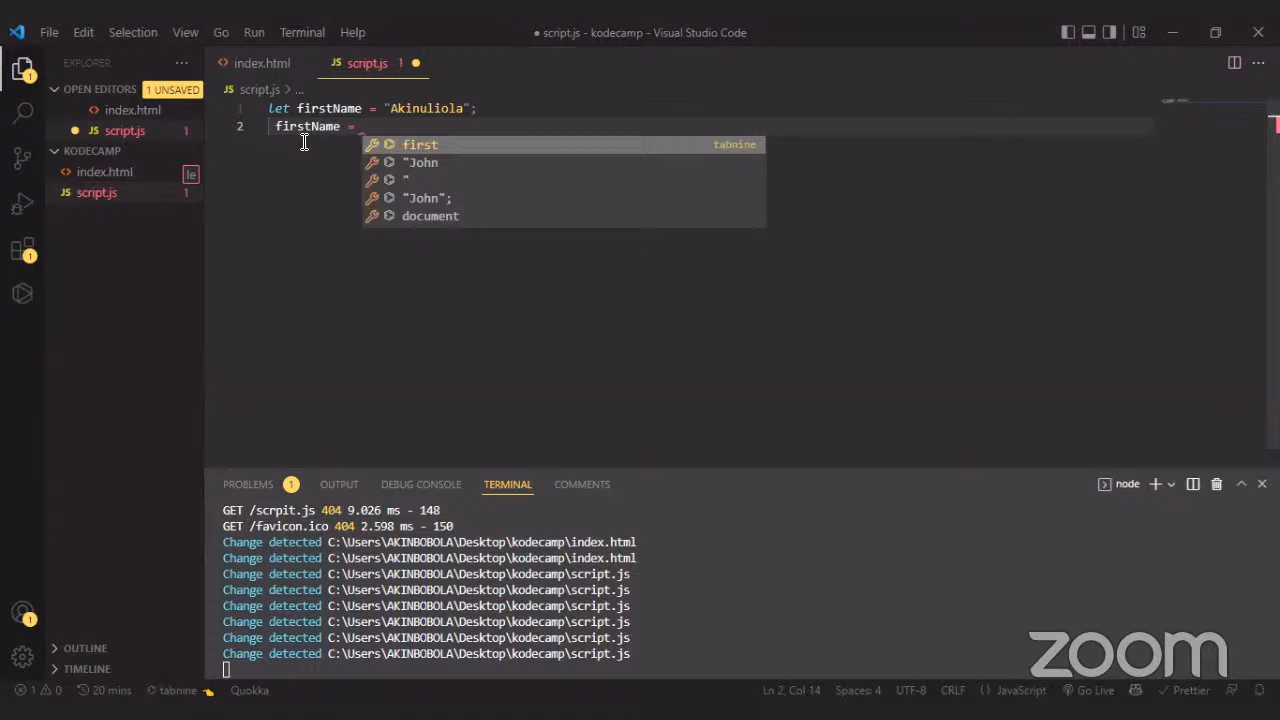 File Edit Selection View Go Run Terminal Help
● script.js - kodecamp - Visual Studio Code
EXPLORER
OPEN EDITORS 1 UNSAVED
index.html
script.js 1
KODECAMP
index.html
le
script.js 1
OUTLINE
TIMELINE
index.html
JS script.js 1
JS script.js > ...
1 let firstName = "Akinuliola";
2 firstName =
first tabnine
"John
"
"John";
document
PROBLEMS 1 OUTPUT DEBUG CONSOLE TERMINAL COMMENTS
node
GET /scrpit.js 404 9.026 ms - 148
GET /favicon.ico 404 2.598 ms - 150
Change detected C:\Users\AKINBOBOLA\Desktop\kodecamp\index.html
Change detected C:\Users\AKINBOBOLA\Desktop\kodecamp\index.html
Change detected C:\Users\AKINBOBOLA\Desktop\kodecamp\script.js
Change detected C:\Users\AKINBOBOLA\Desktop\kodecamp\script.js
Change detected C:\Users\AKINBOBOLA\Desktop\kodecamp\script.js
Change detected C:\Users\AKINBOBOLA\Desktop\kodecamp\script.js
Change detected C:\Users\AKINBOBOLA\Desktop\kodecamp\script.js
Change detected C:\Users\AKINBOBOLA\Desktop\kodecamp\script.js
zoom
1 0 20 mins tabnine Quokka
Ln 2, Col 14 Spaces: 4 UTF-8 CRLF JavaScript Go Live Prettier